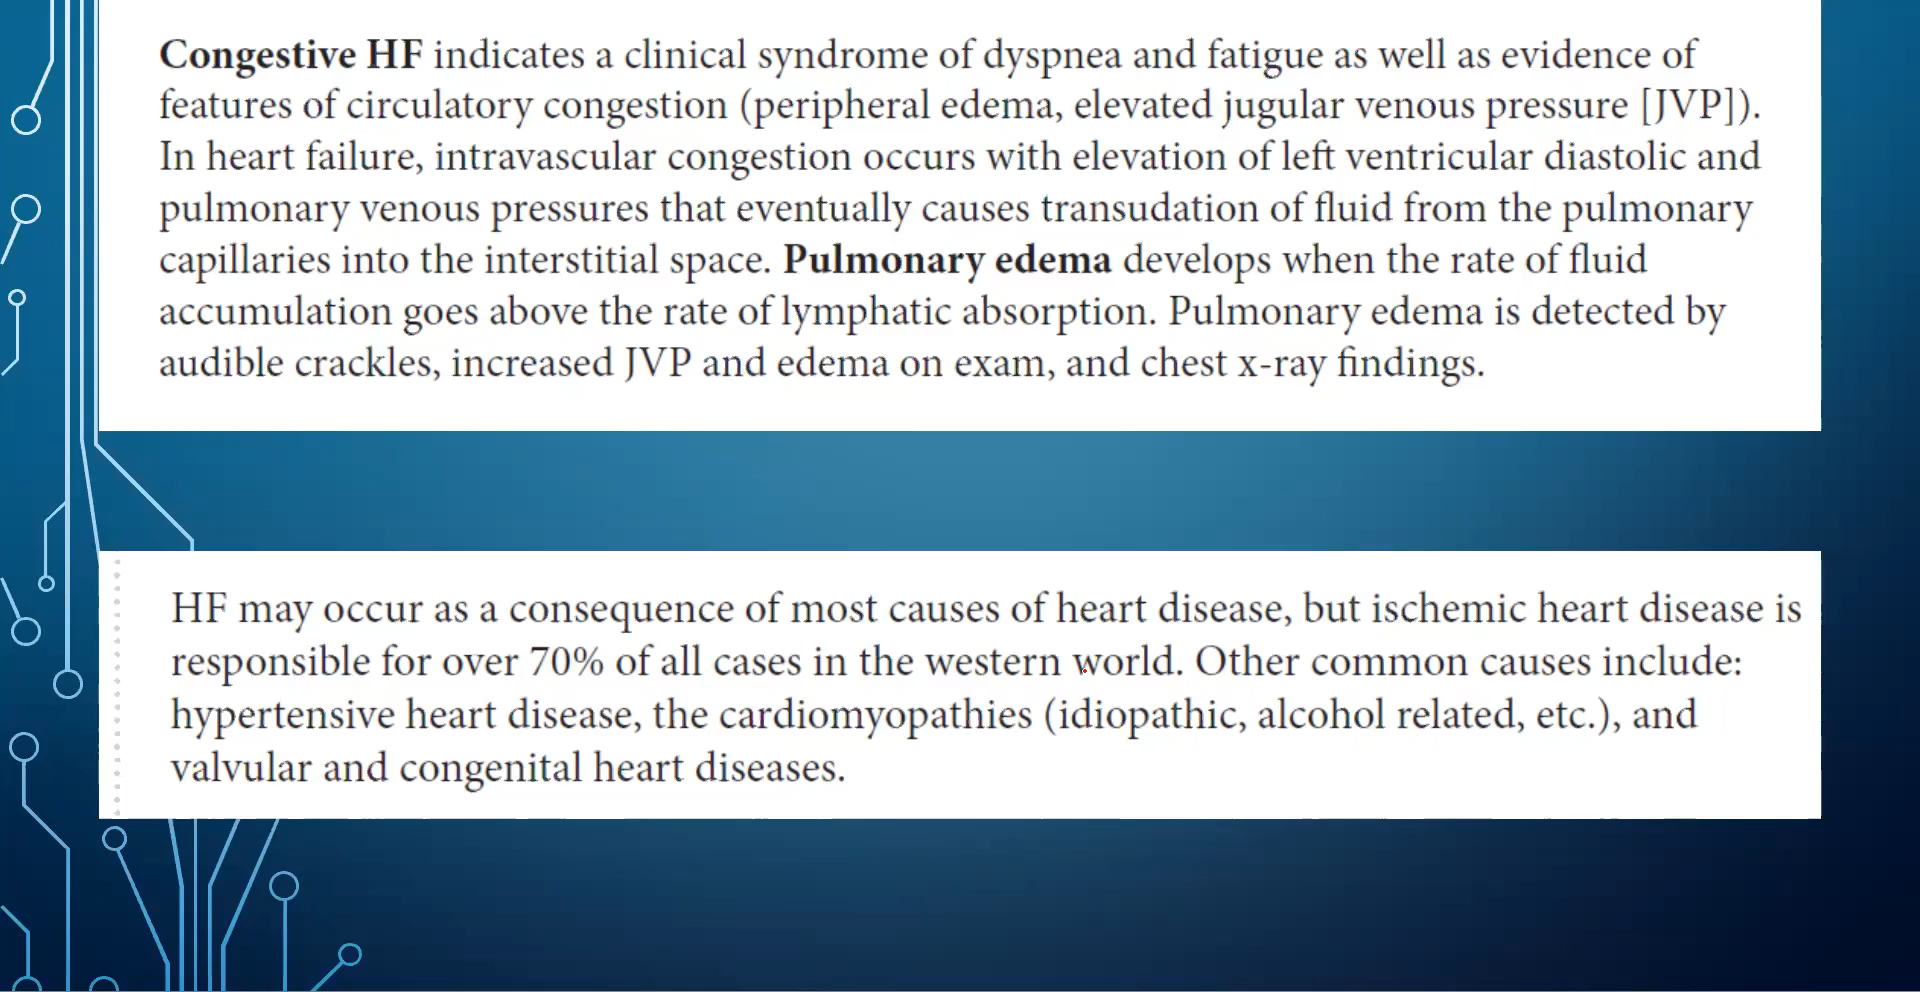 Congestive HF indicates a clinical syndrome of dyspnea and fatigue as well as evidence of
features of circulatory congestion (peripheral edema, elevated jugular venous pressure [JVP]).
In heart failure, intravascular congestion occurs with elevation of left ventricular diastolic and
pulmonary venous pressures that eventually causes transudation of fluid from the pulmonary
capillaries into the interstitial space. Pulmonary edema develops when the rate of fluid
accumulation goes above the rate of lymphatic absorption. Pulmonary edema is detected by
audible crackles, increased JVP and edema on exam, and chest x-ray findings.
HF may occur as a consequence of most causes of heart disease, but ischemic heart disease is
responsible for over 70% of all cases in the western world. Other common causes include:
hypertensive heart disease, the cardiomyopathies (idiopathic, alcohol related, etc.), and
valvular and congenital heart diseases.